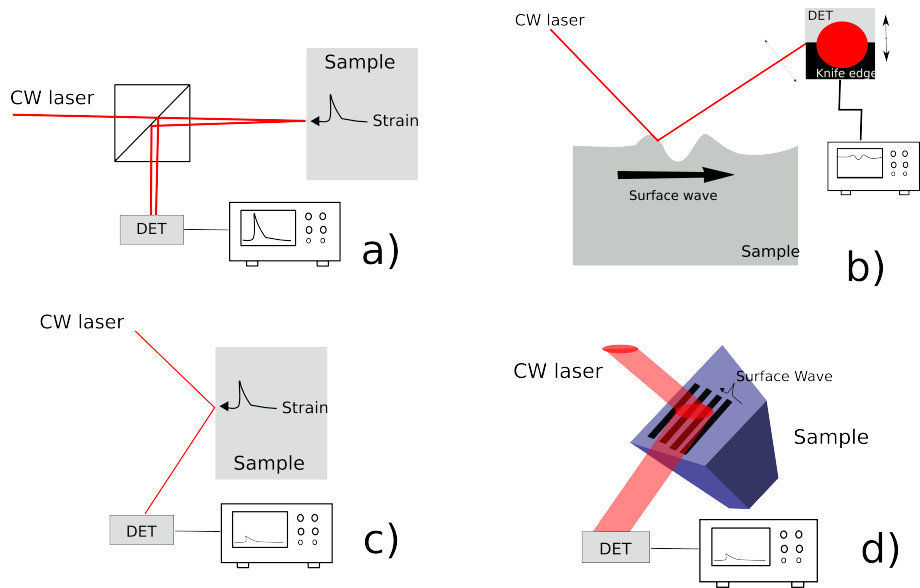 CW laser
Sample
Strain
DET
a)
CW laser
DET
Knife edge
Surface wave
Sample
b)
CW laser
Strain
Sample
DET
c)
CW laser
Surface Wave
Sample
DET
d)